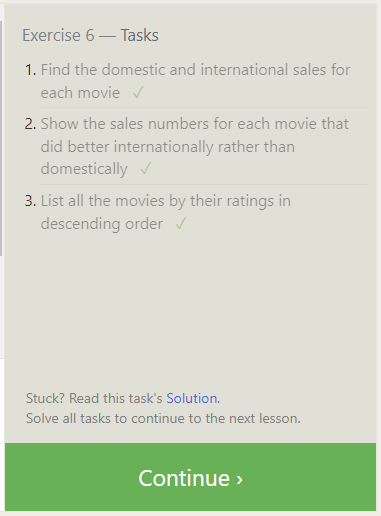 Exercise 6 — Tasks
1. Find the domestic and international sales for
each movie ✓
2. Show the sales numbers for each movie that
did better internationally rather than
domestically ✓
3. List all the movies by their ratings in
descending order ✓
Stuck? Read this task's Solution.
Solve all tasks to continue to the next lesson.
Continue ›